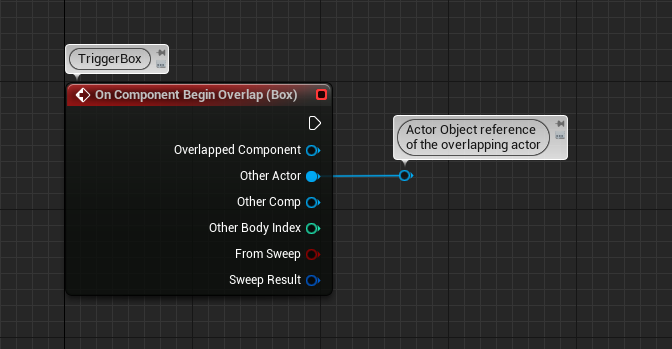 TriggerBox
On Component Begin Overlap (Box)
Overlapped Component
Other Actor
Other Comp
Other Body Index
From Sweep
Sweep Result
Actor Object reference
of the overlapping actor